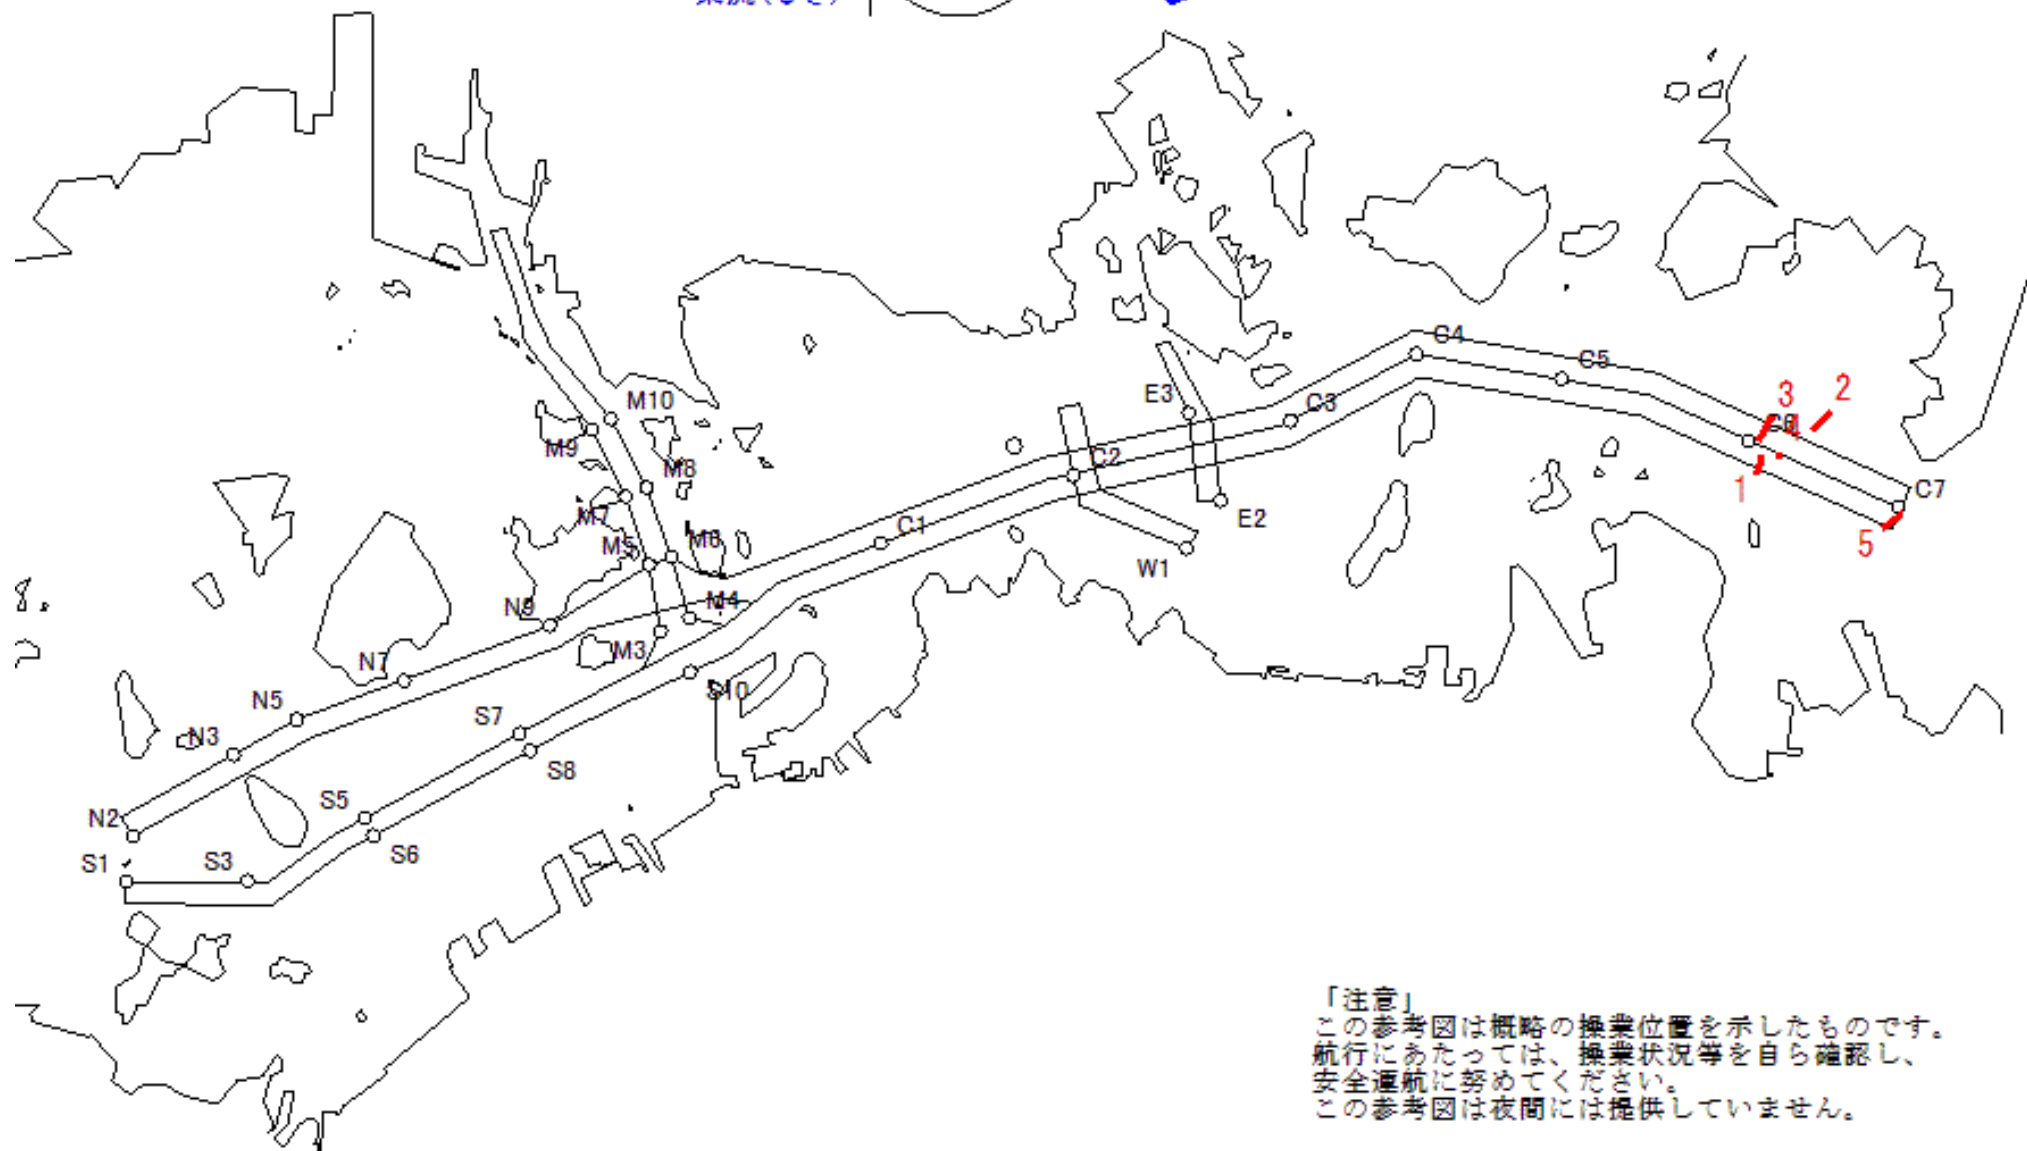 C4
C5
3
2
C6
4
E3
C3
M10
M9
C2
M8
1
C7
M7
E2
C1
5
M5
M6
W1
N9
M4
M3
N7
S10
N5
S7
N3
S8
S5
N2
S6
S1
S3
「注意」
この参考図は概略の操業位置を示したものです。
航行にあたっては、操業状況等を自ら確認し、
安全運航に努めてください。
この参考図は夜間には提供していません。